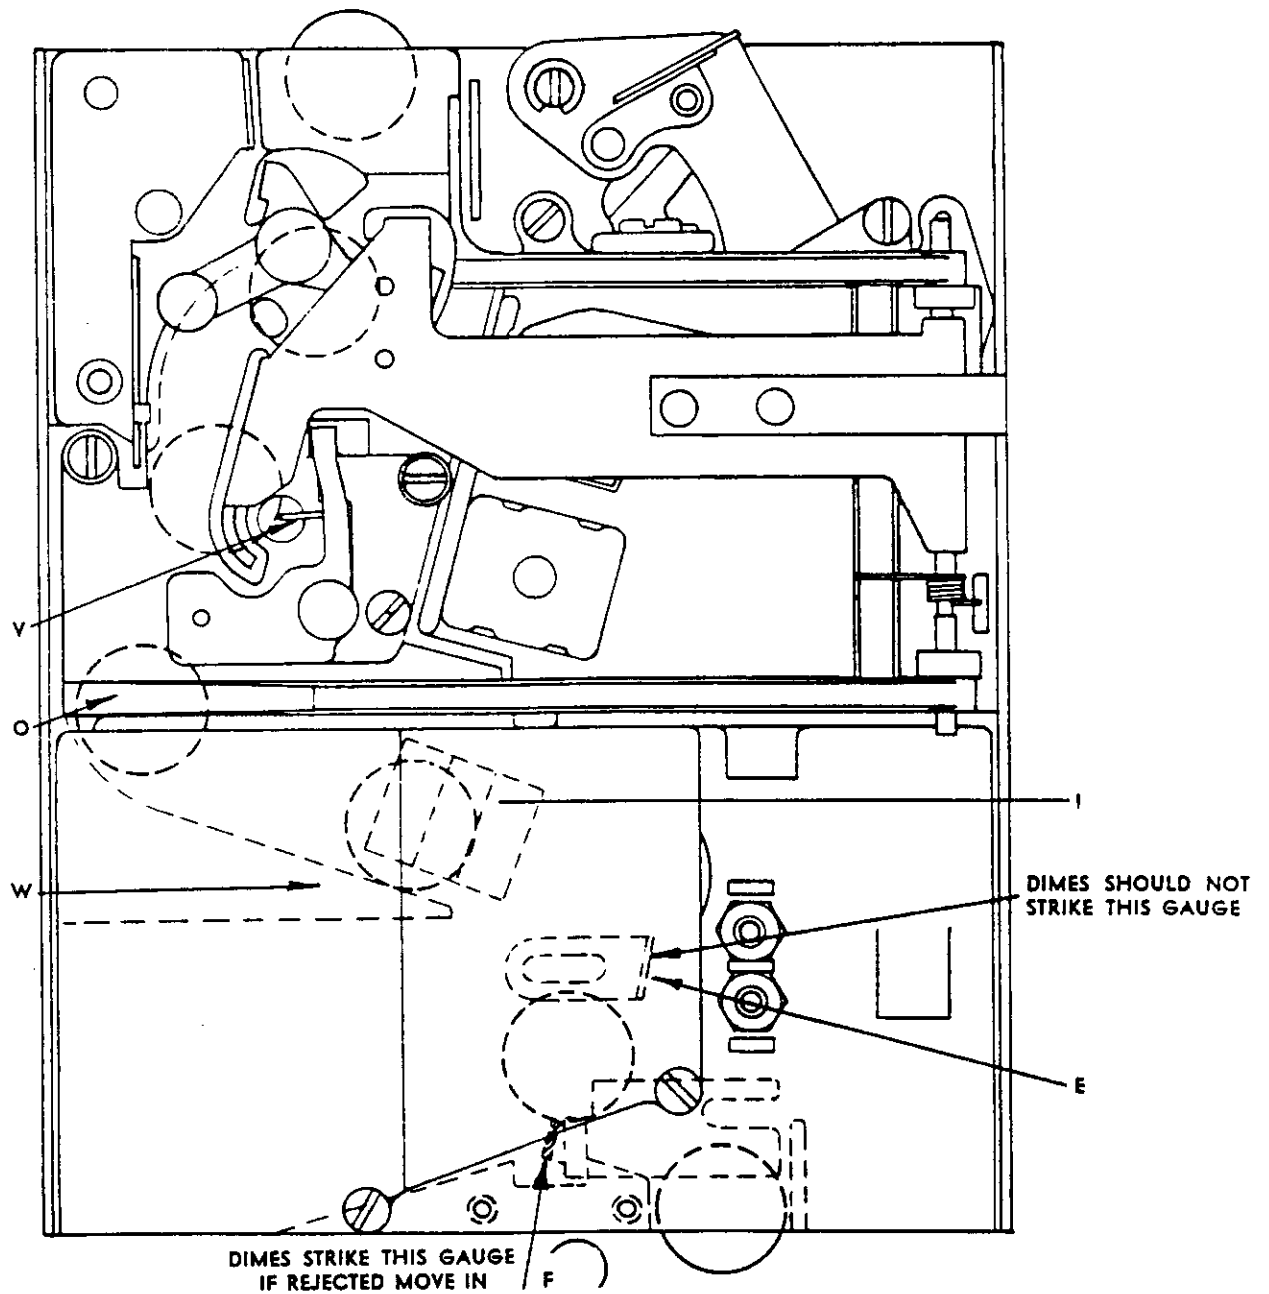 V
O
I
W
DIMES SHOULD NOT
STRIKE THIS GAUGE
E
DIMES STRIKE THIS GAUGE
IF REJECTED MOVE IN
F